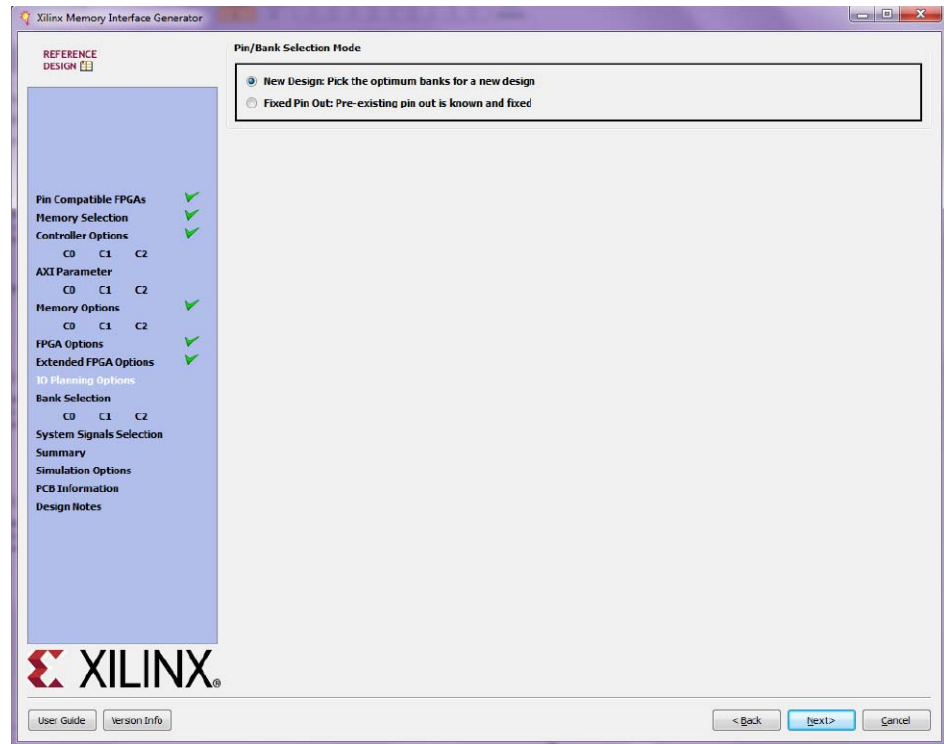 Xilinx Memory Interface Generator
REFERENCE
DESIGN
Pin/Bank Selection Mode
New Design: Pick the optimum banks for a new design
Fixed Pin Out: Pre-existing pin out is known and fixed
Pin Compatible FPGAs
Memory Selection
Controller Options
C0 C1 C2
AXI Parameter
C0 C1 C2
Memory Options
C0 C1 C2
FPGA Options
Extended FPGA Options
IO Planning Options
Bank Selection
C0 C1 C2
System Signals Selection
Summary
Simulation Options
PCB Information
Design Notes
XILINX®
User Guide Version Info < Back Next> Cancel